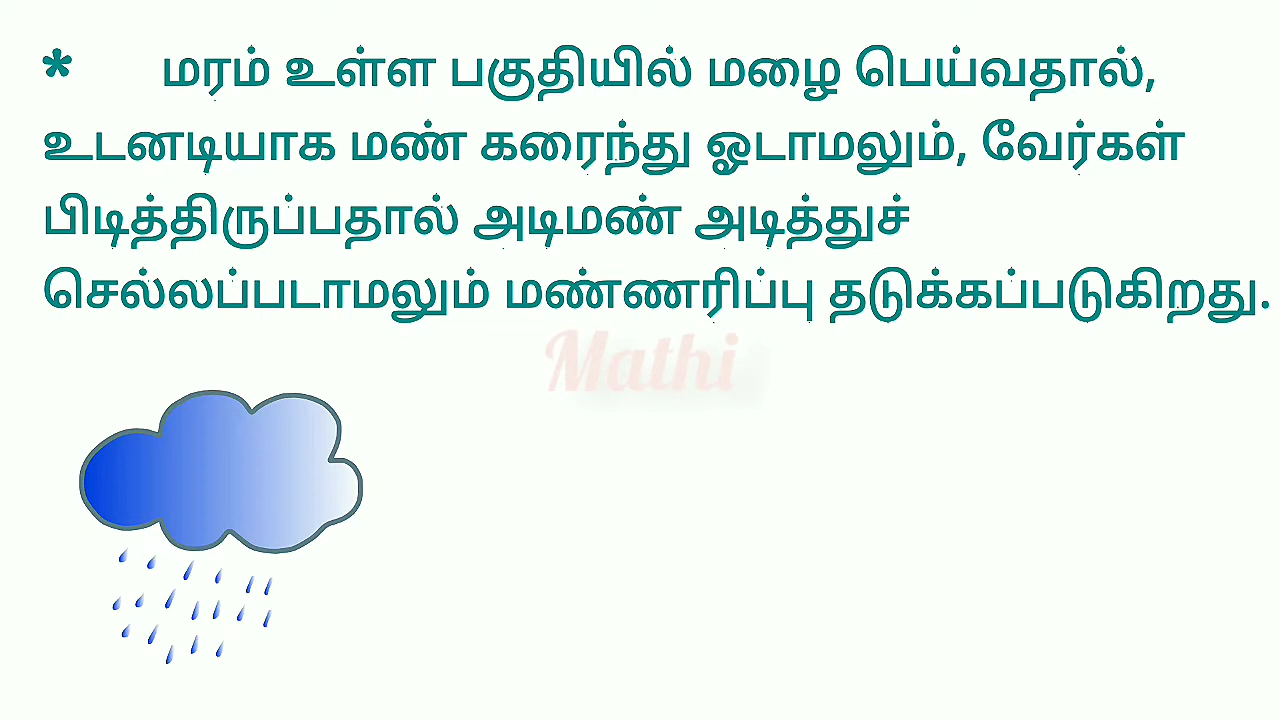 * மரம் உள்ள பகுதியில் மழை பெய்வதால்,
உடனடியாக மண் கரைந்து ஓடாமலும், வேர்கள்
பிடித்திருப்பதால் அடிமண் அடித்துச்
செல்லப்படாமலும் மண்ணரிப்பு தடுக்கப்படுகிறது.
Mathi